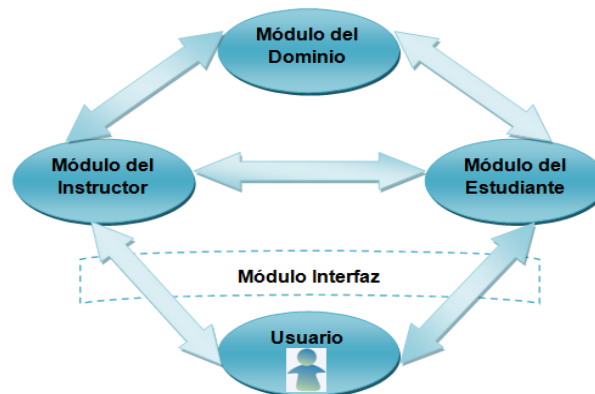 Módulo del
Dominio
Módulo del
Instructor
Módulo del
Estudiante
Módulo Interfaz
Usuario